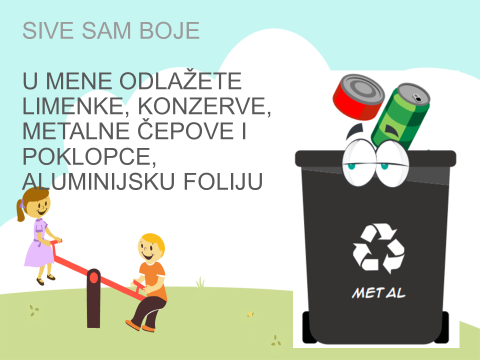 SIVE SAM BOJE
U MENE ODLAŽETE
LIMENKE, KONZERVE,
METALNE ČEPOVE I
POKLOPCE,
ALUMINIJSKU FOLIJU
METAL